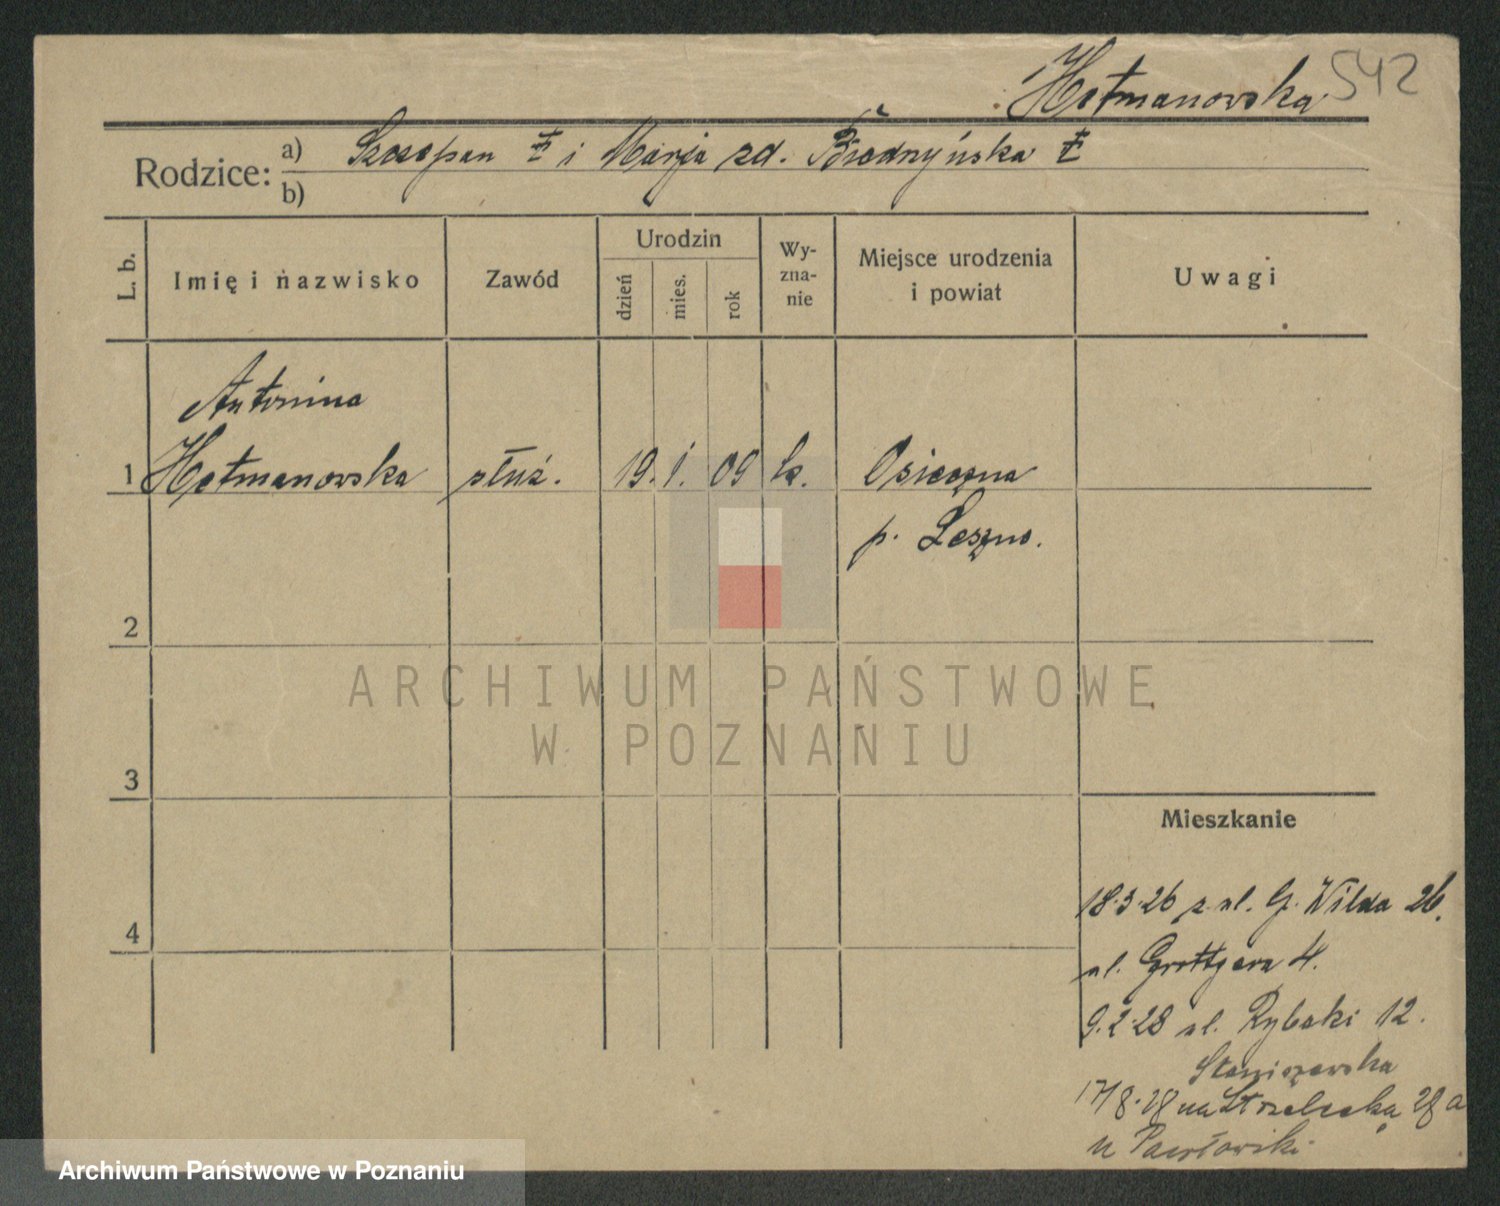 Hetmanowska 542
Rodzice: a) Szczepan i Marja zd.
b)
L. b.
Imię i nazwisko
Zawód
Urodzin
dzień
mies.
rok
Wy-
zna-
nie
Miejsce urodzenia
i powiat
Uwagi
Antonina
1 Hetmanowska służ. 19. 1. 09 k. Osieczna
p. Leszno.
2
3
4
Mieszkanie
18.3.26 z ul. G. Wilda 26.
ul. Grottgera 4.
9.2.28 ul. Rybaki 12.
Staniszewska
17/8.28 na Strzelecką 28 a
u Pawłowski
ARCHIWUM PAŃSTWOWE
W POZNANIU
Archiwum Państwowe w Poznaniu